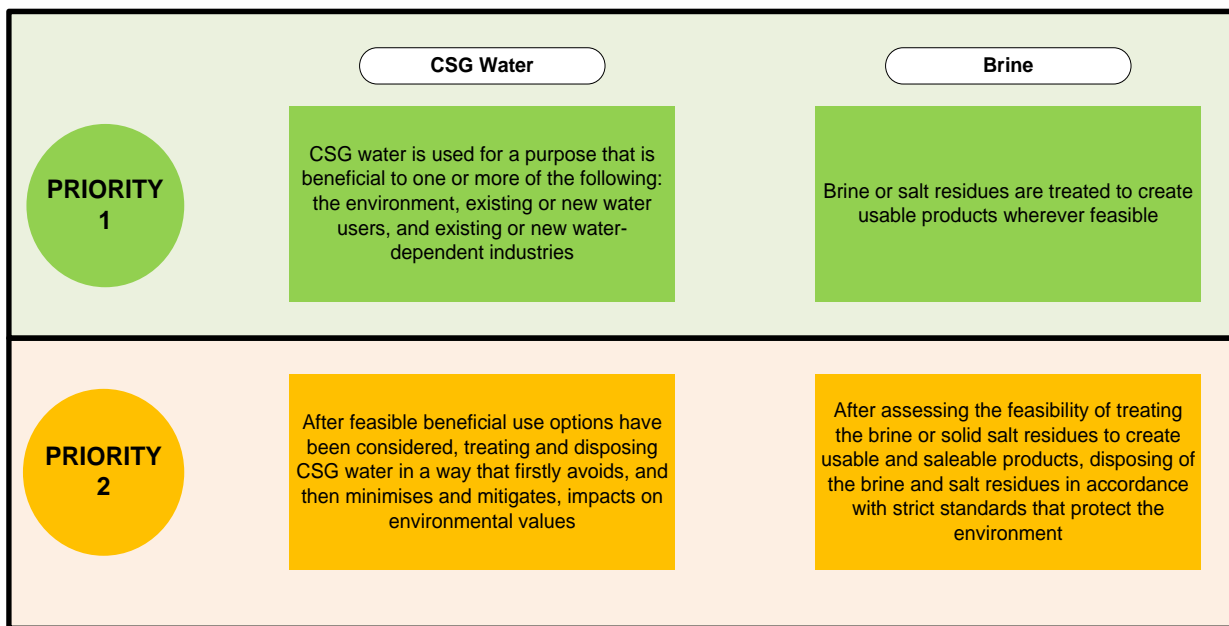 CSG Water
Brine
PRIORITY
1
CSG water is used for a purpose that is
beneficial to one or more of the following:
the environment, existing or new water
users, and existing or new water-
dependent industries
Brine or salt residues are treated to create
usable products wherever feasible
PRIORITY
2
After feasible beneficial use options have
been considered, treating and disposing
CSG water in a way that firstly avoids, and
then minimises and mitigates, impacts on
environmental values
After assessing the feasibility of treating
the brine or solid salt residues to create
usable and saleable products, disposing of
the brine and salt residues in accordance
with strict standards that protect the
environment